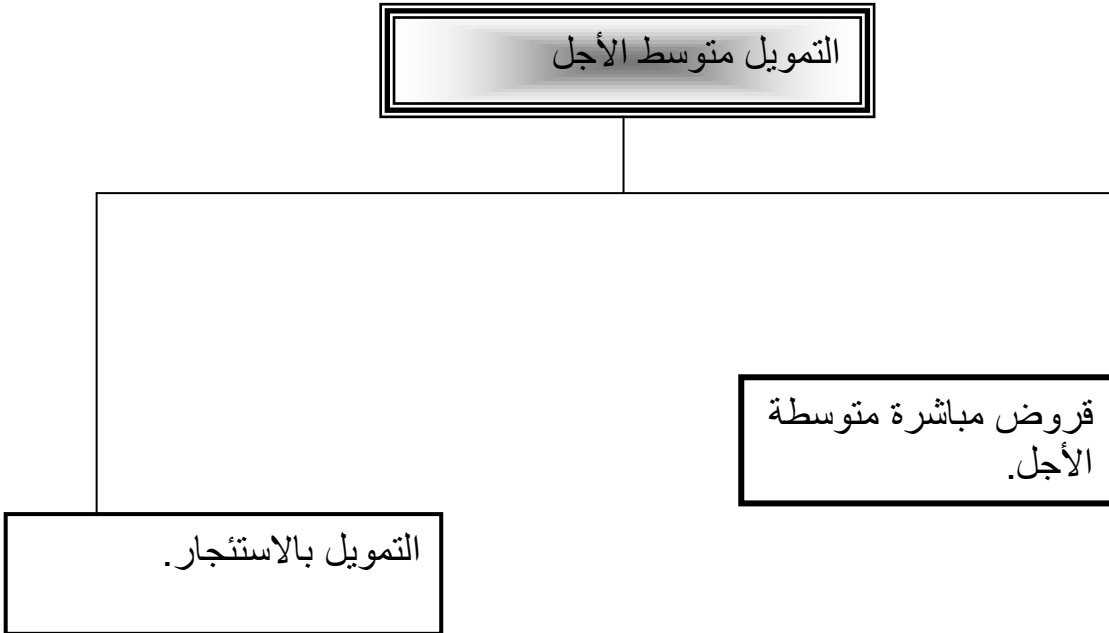 التمويل متوسط الأجل
قروض مباشرة متوسطة
الأجل.
التمويل بالاستئجار.